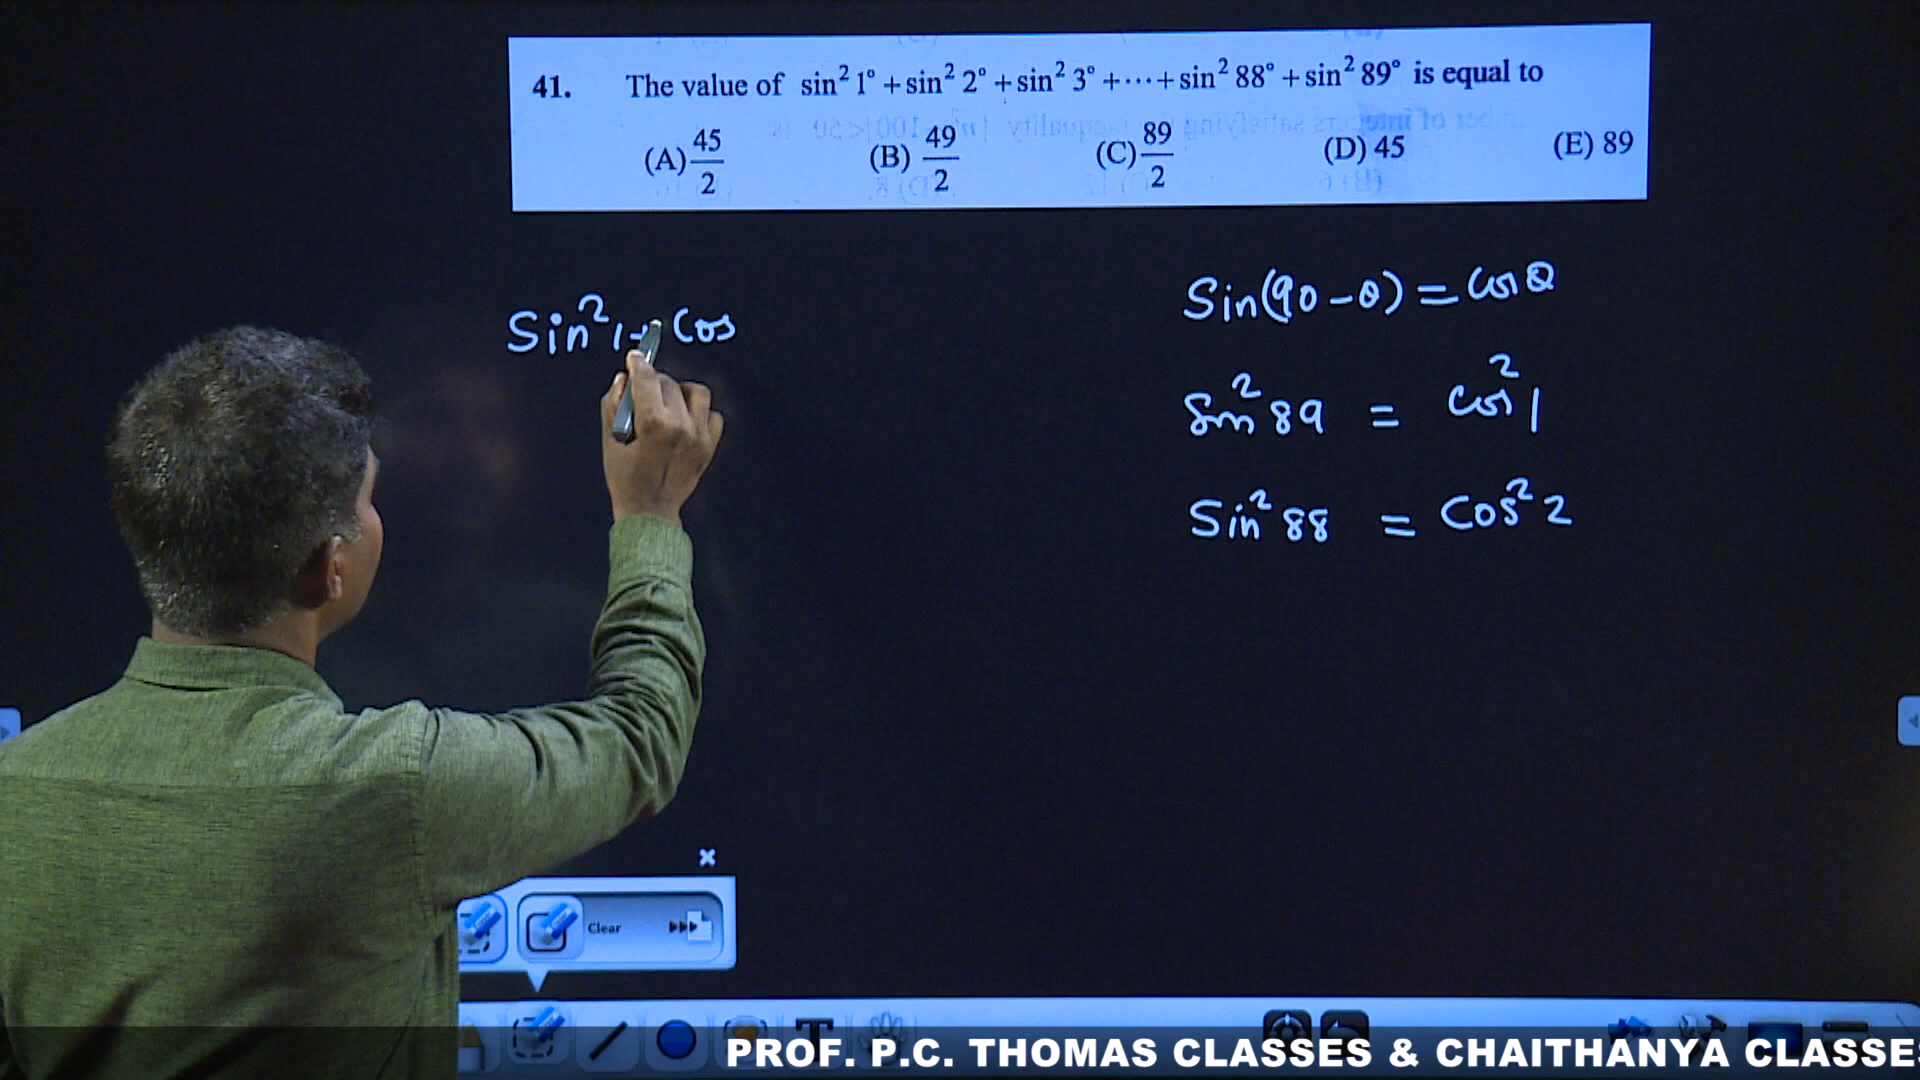 41. The value of sin² 1° + sin² 2° + sin² 3° + ⋯ + sin² 88° + sin² 89° is equal to
(A) 45/2 (B) 49/2 (C) 89/2 (D) 45 (E) 89
Sin(90 - θ) = Cos θ
Sin² 1 + Cos
Sin² 89 = Cos² 1
Sin² 88 = Cos² 2
Clear
T
PROF. P.C. THOMAS CLASSES & CHAITHANYA CLASSE